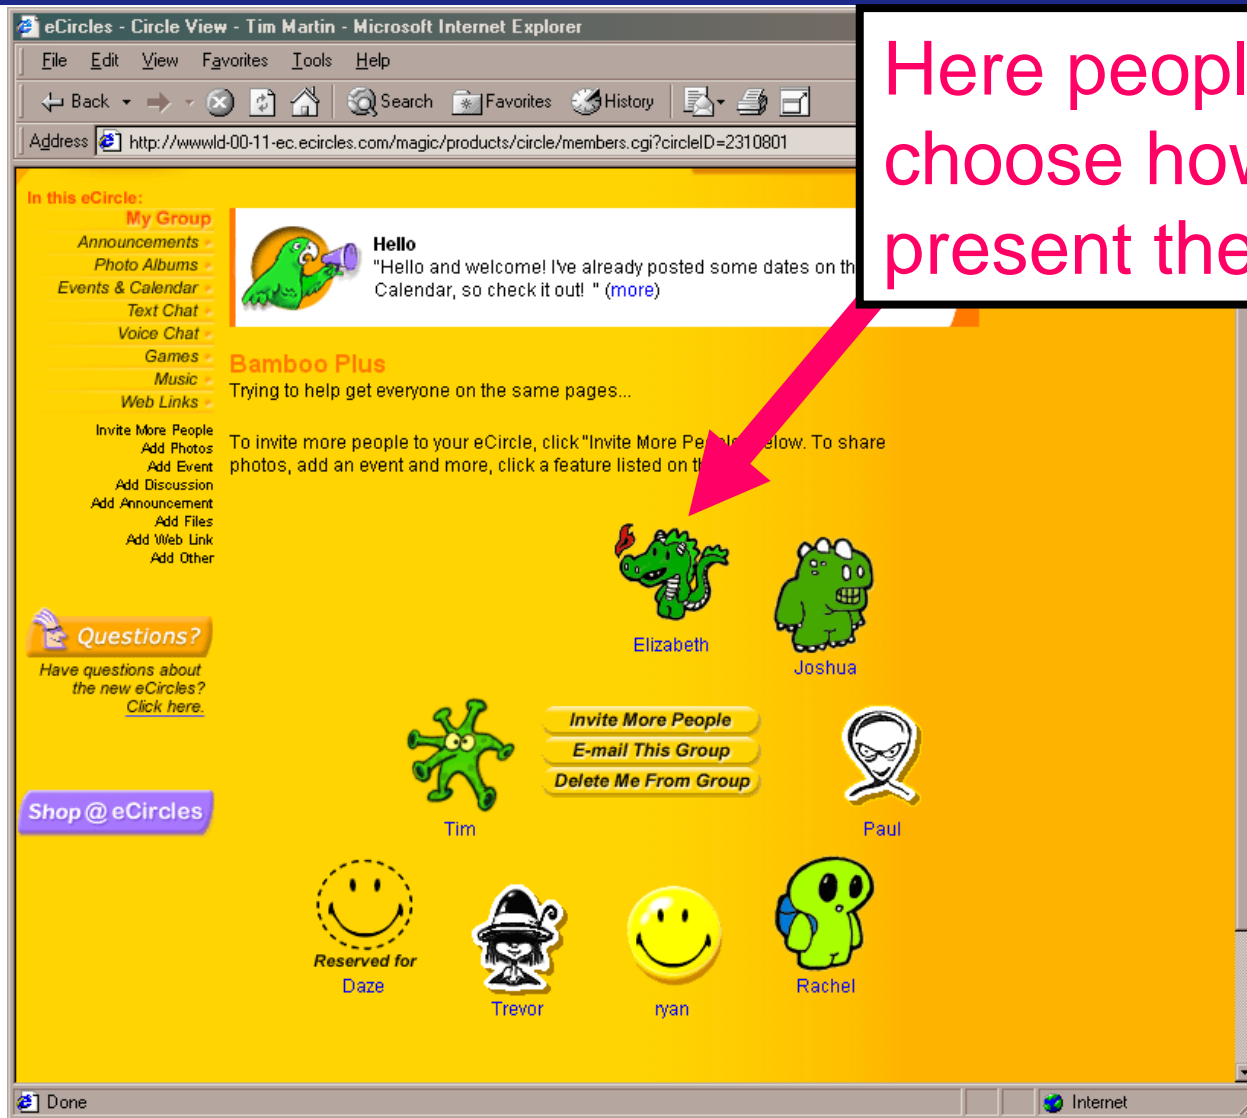 eCircles - Circle View - Tim Martin - Microsoft Internet Explorer
File Edit View Favorites Tools Help
Back Search Favorites History
Address http://wwwld-00-11-ec.ecircles.com/magic/products/circle/members.cgi?circleID=2310801
Here peopl
choose how
present the
In this eCircle:
My Group
Announcements
Photo Albums
Events & Calendar
Text Chat
Voice Chat
Games
Music
Web Links
Invite More People
Add Photos
Add Event
Add Discussion
Add Announcement
Add Files
Add Web Link
Add Other
Questions?
Have questions about
the new eCircles?
Click here.
Shop @ eCircles
Hello
"Hello and welcome! I've already posted some dates on th
Calendar, so check it out! " (more)
Bamboo Plus
Trying to help get everyone on the same pages...
To invite more people to your eCircle, click "Invite More People" below. To share
photos, add an event and more, click a feature listed on th
Elizabeth
Joshua
Invite More People
E-mail This Group
Delete Me From Group
Tim
Paul
Reserved for
Daze
Trevor
ryan
Rachel
Done
Internet